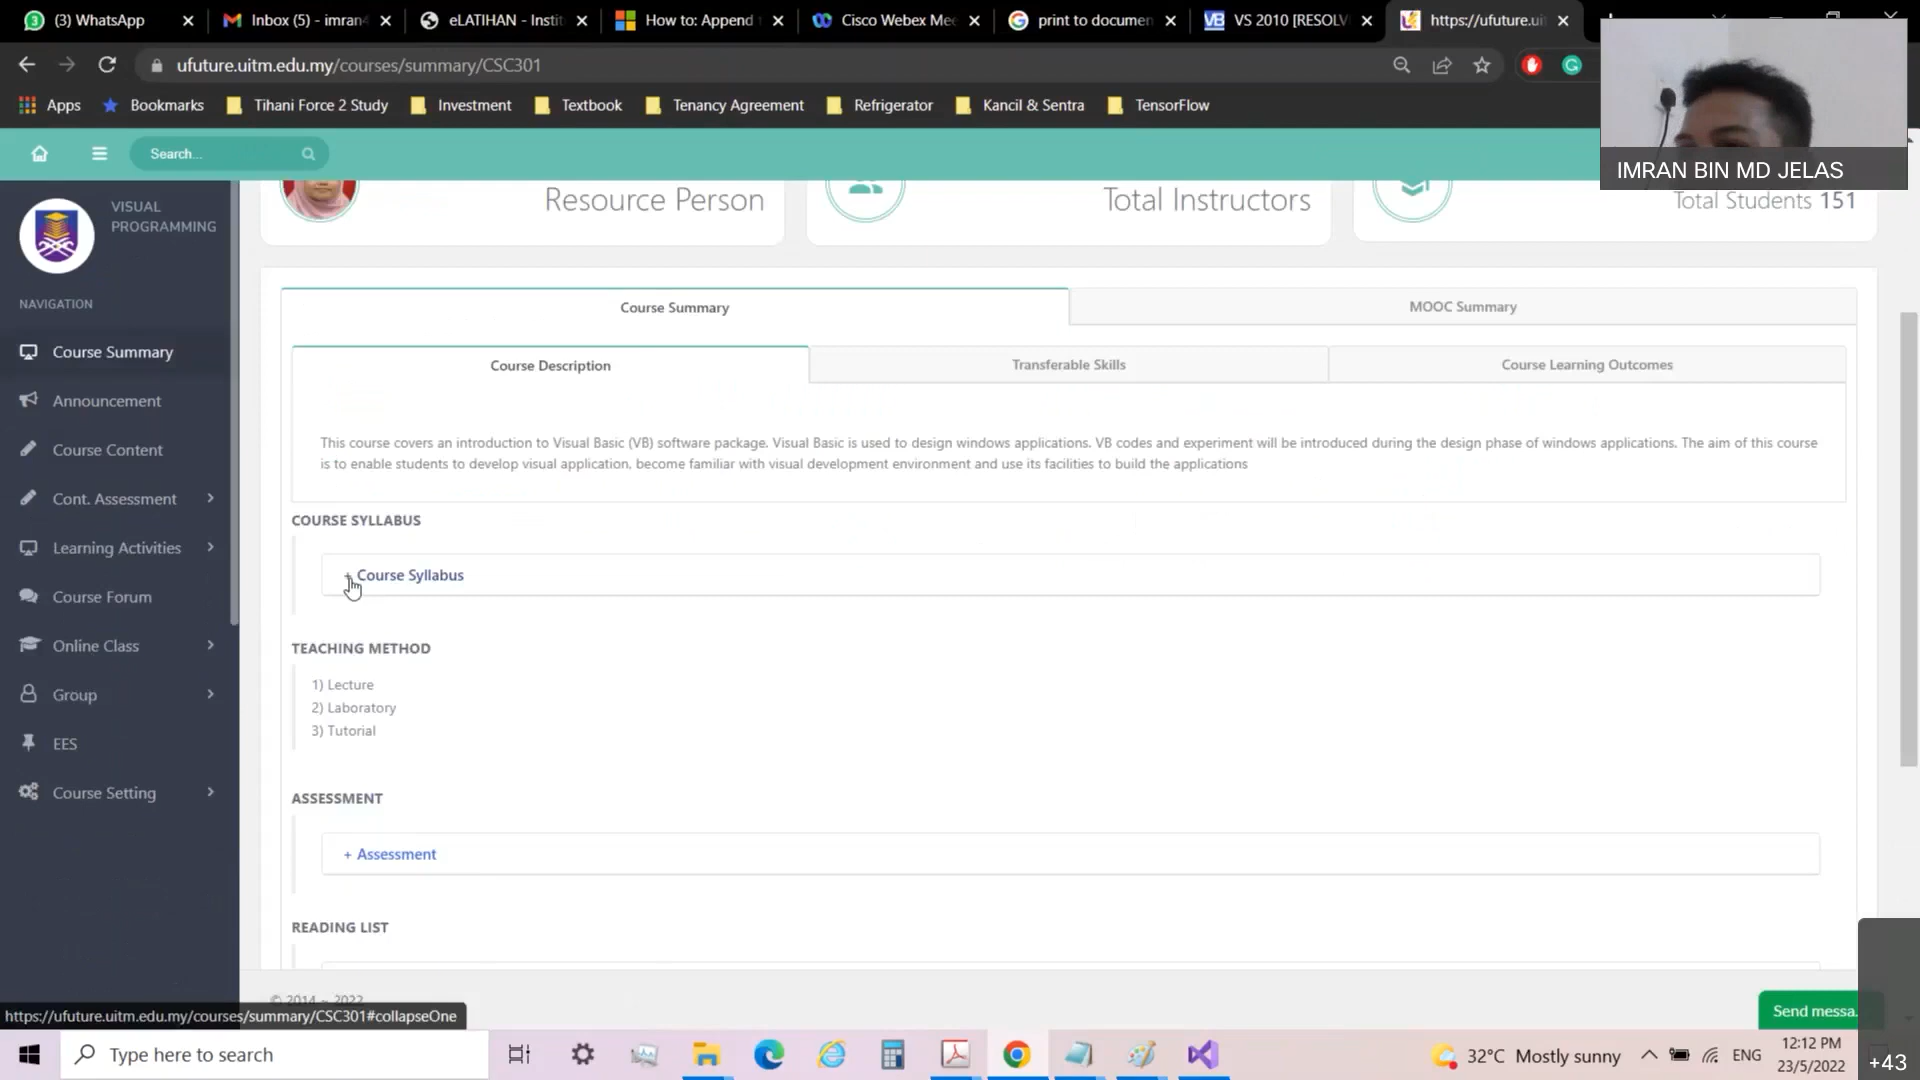 (3) WhatsApp
Inbox (5) - imran
eLATIHAN - Instit
How to: Append
Cisco Webex Mee
print to documen
VS 2010 [RESOLV
https://ufuture.ui
ufuture.uitm.edu.my/courses/summary/CSC301
Apps
Bookmarks
Tihani Force 2 Study
Investment
Textbook
Tenancy Agreement
Refrigerator
Kancil & Sentra
TensorFlow
IMRAN BIN MD JELAS
Search...
VISUAL
PROGRAMMING
Resource Person
Total Instructors
Total Students 151
NAVIGATION
Course Summary
Announcement
Course Content
Cont. Assessment
Learning Activities
Course Forum
Online Class
Group
EES
Course Setting
Course Summary
MOOC Summary
Course Description
Transferable Skills
Course Learning Outcomes
This course covers an introduction to Visual Basic (VB) software package. Visual Basic is used to design windows applications. VB codes and experiment will be introduced during the design phase of windows applications. The aim of this course
is to enable students to develop visual application, become familiar with visual development environment and use its facilities to build the applications
COURSE SYLLABUS
Course Syllabus
TEACHING METHOD
1) Lecture
2) Laboratory
3) Tutorial
ASSESSMENT
+ Assessment
READING LIST
© 2014 ~ 2022
Send messa.
https://ufuture.uitm.edu.my/courses/summary/CSC301#collapseOne
Type here to search
32°C Mostly sunny
ENG
12:12 PM
23/5/2022
+43